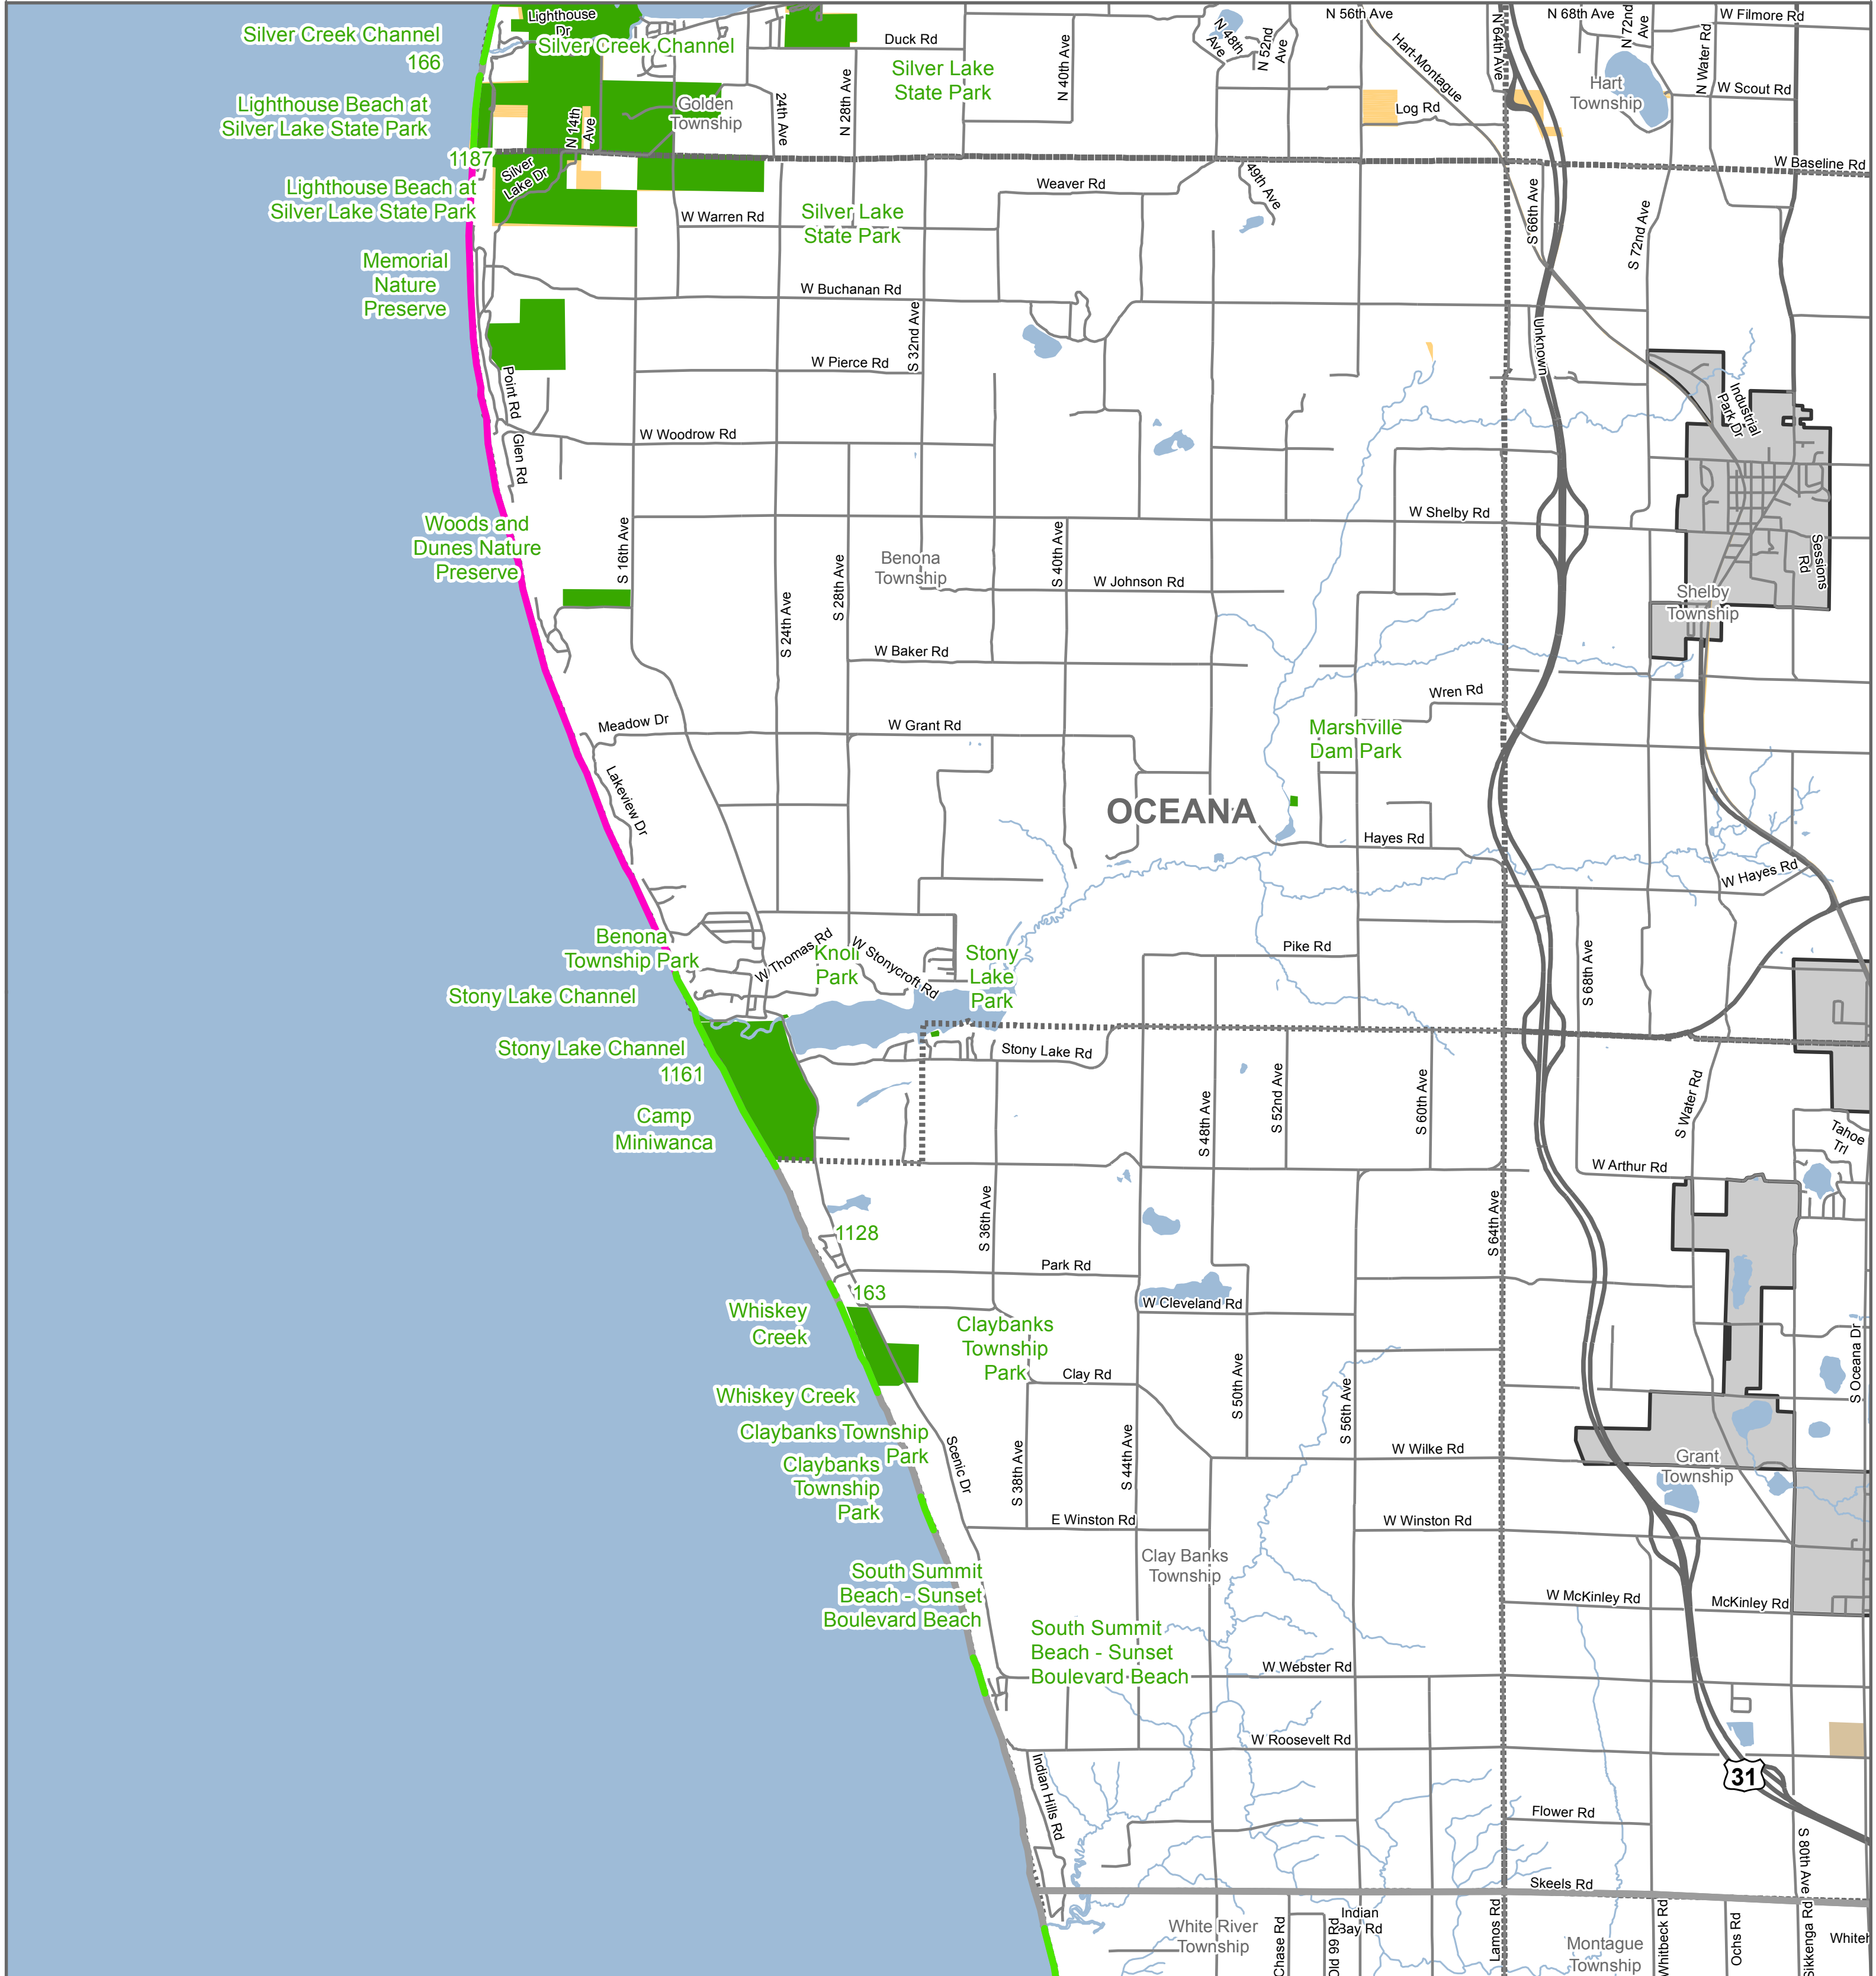 Lighthouse
Dr
Silver Creek Channel
166
Silver Creek Channel
Duck Rd
N 28th Ave
24th Ave
Silver Lake
State Park
N 40th Ave
N 48th
Ave
N 52nd
Ave
N 56th Ave
Hart-Montague
N 64th Ave
N 68th Ave
N 72nd
Ave
W Filmore Rd
N Water Rd
Hart
Township
W Scout Rd
Log Rd
Lighthouse Beach at
Silver Lake State Park
Golden
Township
N 14th
Ave
1187
Silver
Lake Dr
W Baseline Rd
Lighthouse Beach at
Silver Lake State Park
W Warren Rd
Silver Lake
State Park
Weaver Rd
49th Ave
S 66th Ave
S 72nd Ave
Memorial
Nature
Preserve
W Buchanan Rd
S 32nd Ave
W Pierce Rd
Unknown
Point Rd
Glen Rd
W Woodrow Rd
Industrial
Park Dr
Woods and
Dunes Nature
Preserve
S 16th Ave
S 24th Ave
S 28th Ave
Benona
Township
S 40th Ave
W Johnson Rd
W Shelby Rd
Sessions
Rd
Shelby
Township
W Baker Rd
Wren Rd
Meadow Dr
W Grant Rd
Marshville
Dam Park
Lakeview Dr
OCEANA
Hayes Rd
W Hayes Rd
Benona
Township Park
W Thomas Rd
Knoll
Park
W Stonycroft Rd
Stony
Lake
Park
Pike Rd
S 68th Ave
Stony Lake Channel
Stony Lake Channel
1161
Stony Lake Rd
Camp
Miniwanca
S 48th Ave
S 52nd Ave
S 60th Ave
S Water Rd
Tahoe
Trl
W Arthur Rd
1128
S 36th Ave
S 64th Ave
Park Rd
163
W Cleveland Rd
Whiskey
Creek
Claybanks
Township
Park
Clay Rd
S 50th Ave
S 56th Ave
S Oceana Dr
Whiskey Creek
Claybanks Township
Park
Claybanks
Township
Park
Scenic Dr
S 38th Ave
S 44th Ave
W Wilke Rd
Grant
Township
E Winston Rd
W Winston Rd
Clay Banks
Township
South Summit
Beach - Sunset
Boulevard Beach
W McKinley Rd
McKinley Rd
South Summit
Beach - Sunset
Boulevard Beach
W Webster Rd
W Roosevelt Rd
31
Indian Hills Rd
Flower Rd
S 80th Ave
Skeels Rd
White River
Township
Chase Rd
Old 99 Rd
Indian
Bay Rd
Lamos Rd
Montague
Township
Whitbeck Rd
Ochs Rd
Sikkenga Rd
Whiteh